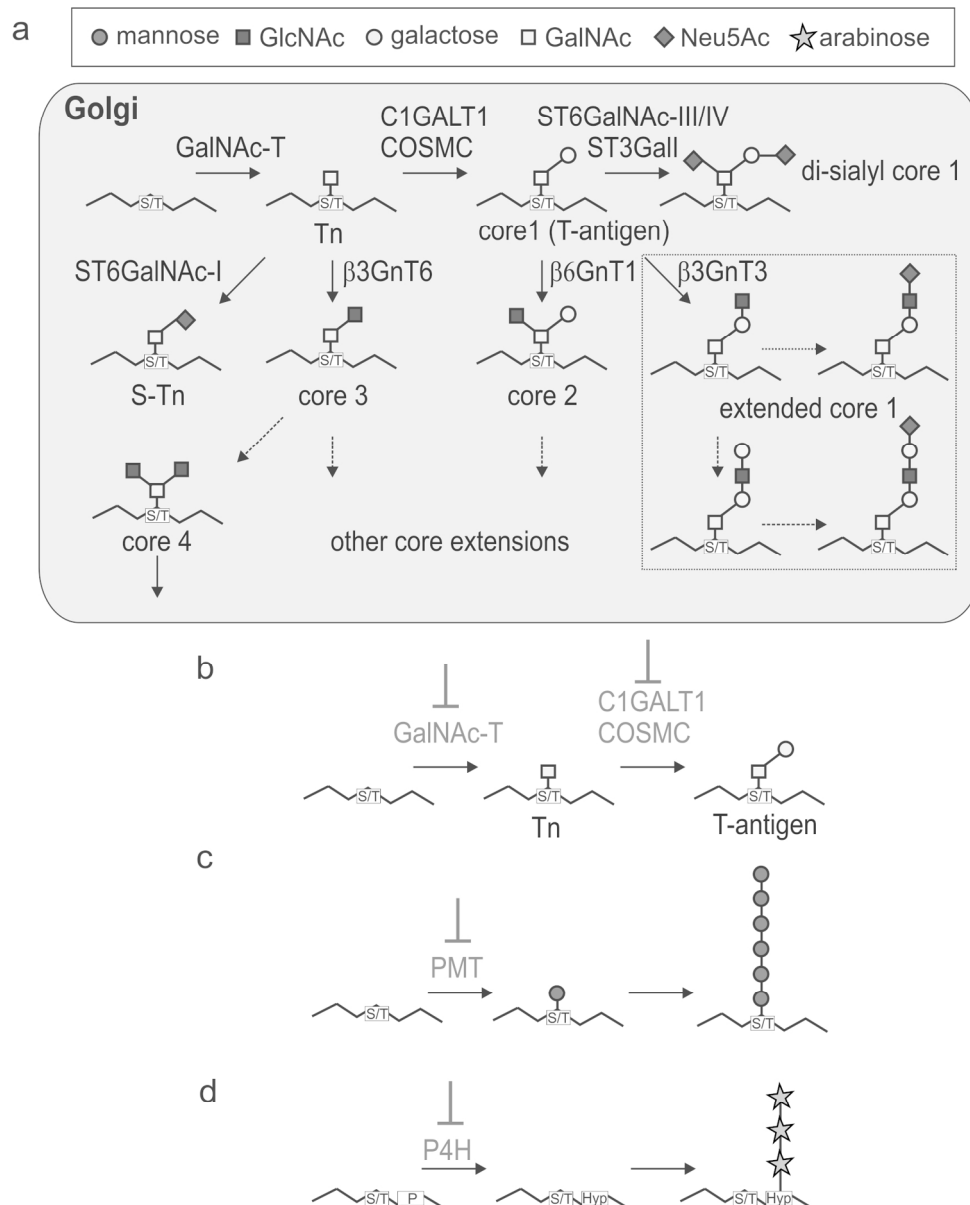 a
mannose GlcNAc galactose GalNAc Neu5Ac arabinose
Golgi
GalNAc-T
C1GALT1
COSMC
ST6GalNAc-III/IV
ST3GalI
S/T
S/T
S/T
S/T
di-sialyl core 1
Tn
core1 (T-antigen)
ST6GalNAc-I
β3GnT6
β6GnT1
β3GnT3
S/T
S/T
S/T
S/T
S/T
S-Tn
core 3
core 2
extended core 1
S/T
S/T
S/T
core 4
other core extensions
b
GalNAc-T
C1GALT1
COSMC
S/T
S/T
S/T
Tn
T-antigen
c
PMT
S/T
S/T
S/T
d
P4H
S/T P
S/T Hyp
S/T Hyp